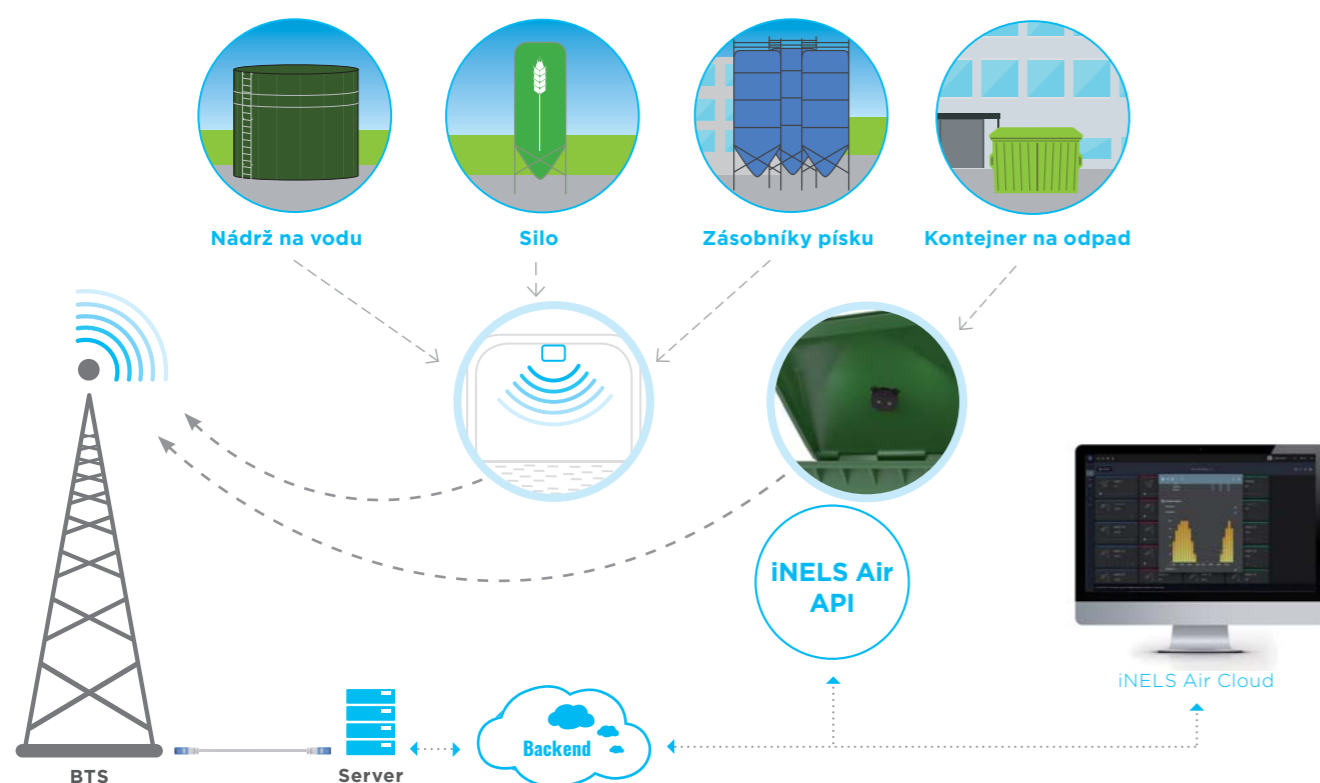 Nádrž na vodu
Silo
Zásobníky písku
Kontejner na odpad
iNELS Air
API
iNELS Air Cloud
Backend
BTS
Server